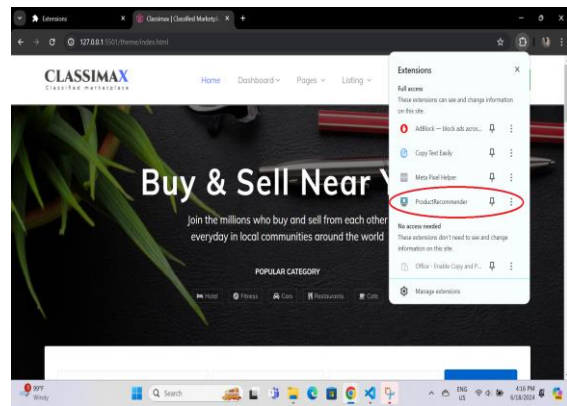 Extensions
Classimax | Classified Marketpl
127.0.0.1:5501/theme/index.html
CLASSIMAX
Classified marketplace
Home Dashboard Pages Listing
Buy & Sell Near
Join the millions who buy and sell from each other
everyday in local communities around the world
POPULAR CATEGORY
Hotel Fitness Cars Restaurants Cafe
Extensions
Full access
These extensions can see and change information
on this site.
AdBlock — block ads acros...
Copy Text Easily
Meta Pixel Helper
ProductRecommender
No access needed
These extensions don't need to see and change
information on this site.
Office - Enable Copy and P...
Manage extensions
99°F
Windy
Search
ENG
US
4:16 PM
6/18/2024